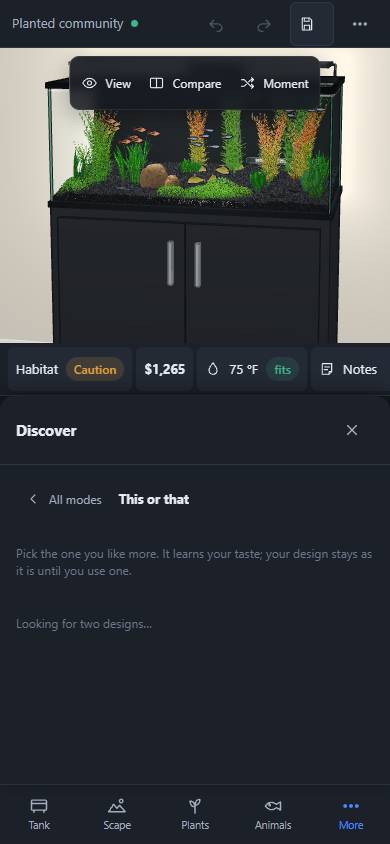 Planted community
View
Compare
Moment
Habitat Caution
$1,265
75 °F fits
Notes
Discover
All modes This or that
Pick the one you like more. It learns your taste; your design stays as
it is until you use one.
Looking for two designs...
Tank
Scape
Plants
Animals
More